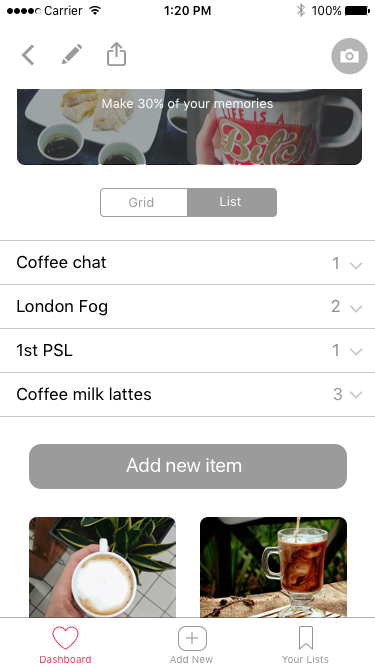 Carrier
1:20 PM
100%
Make 30% of your memories
LIFE IS A
Bitch
Grid
List
Coffee chat
1
London Fog
2
1st PSL
1
Coffee milk lattes
3
Add new item
Dashboard
Add New
Your Lists